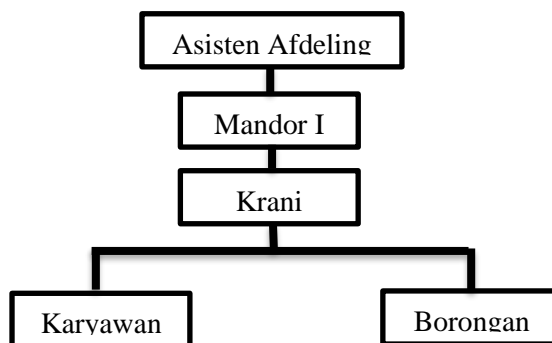 Asisten Afdeling
Mandor I
Krani
Karyawan
Borongan